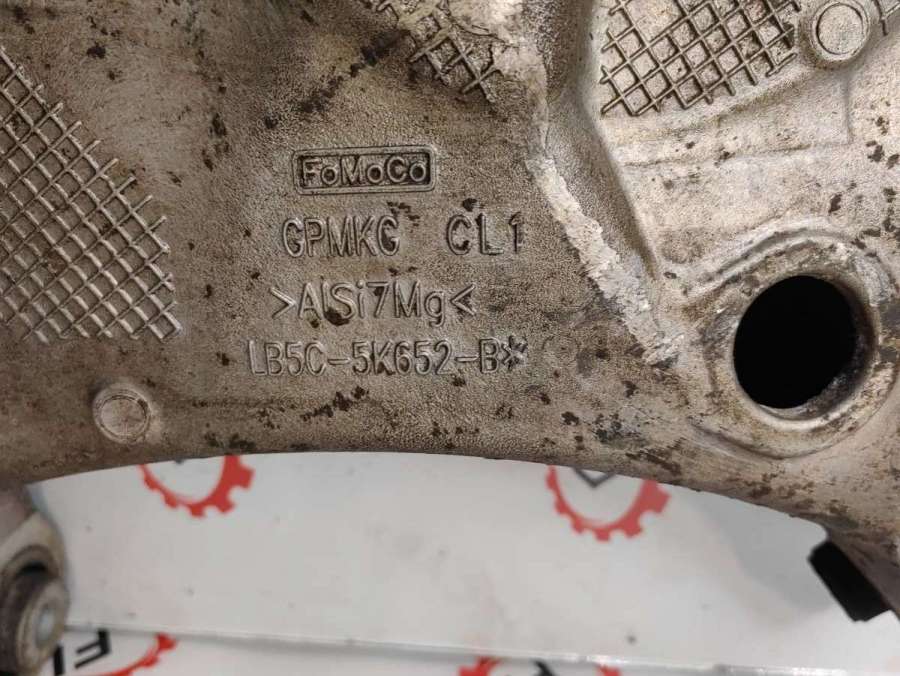 FoMoCo
GPMKG CL1
>AlSi7Mg<
LB5C-5K652-B*